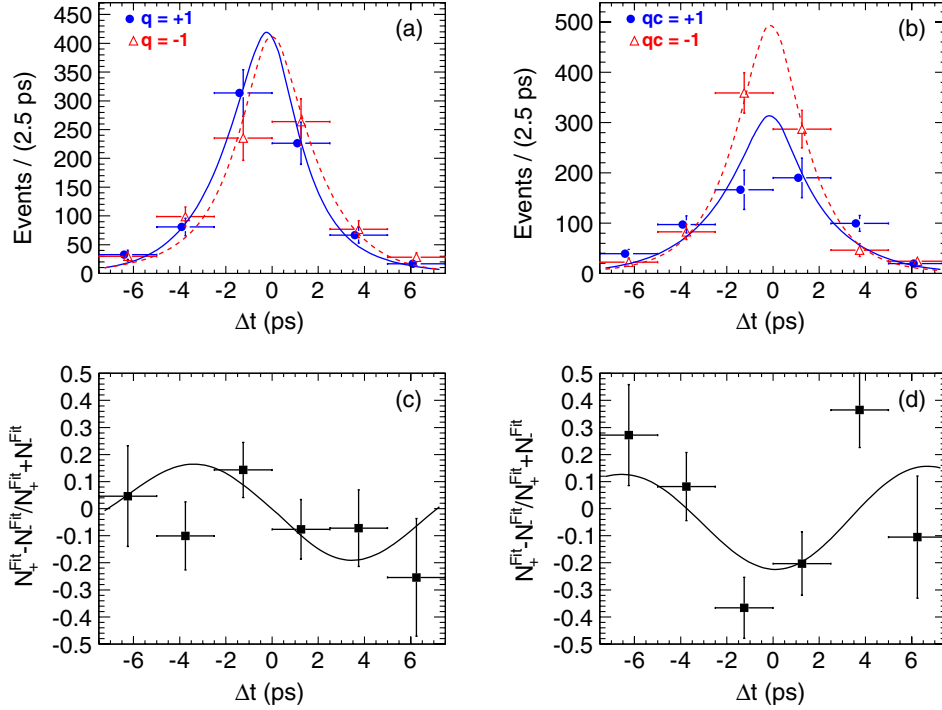 (a)
q = +1
q = -1
Events / (2.5 ps)
450
400
350
300
250
200
150
100
50
0
-6 -4 -2 0 2 4 6
Δt (ps)
(b)
qc = +1
qc = -1
Events / (2.5 ps)
500
400
300
200
100
0
-6 -4 -2 0 2 4 6
Δt (ps)
(c)
N₊^Fit-N₋^Fit/N₊^Fit+N₋^Fit
0.5
0.4
0.3
0.2
0.1
0
-0.1
-0.2
-0.3
-0.4
-0.5
-6 -4 -2 0 2 4 6
Δt (ps)
(d)
N₊^Fit-N₋^Fit/N₊^Fit+N₋^Fit
0.5
0.4
0.3
0.2
0.1
0
-0.1
-0.2
-0.3
-0.4
-0.5
-6 -4 -2 0 2 4 6
Δt (ps)